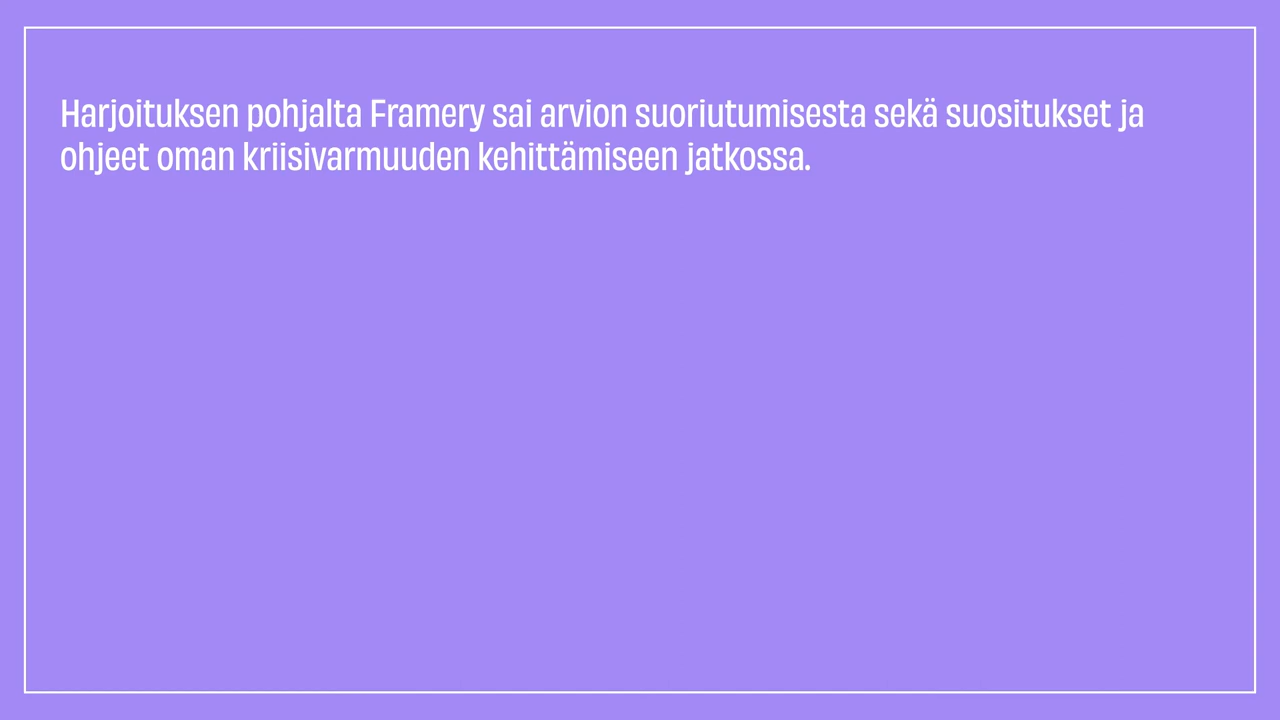 Harjoituksen pohjalta Framery sai arvion suoriutumisesta sekä suositukset ja
ohjeet oman kriisivarmuuden kehittämiseen jatkossa.